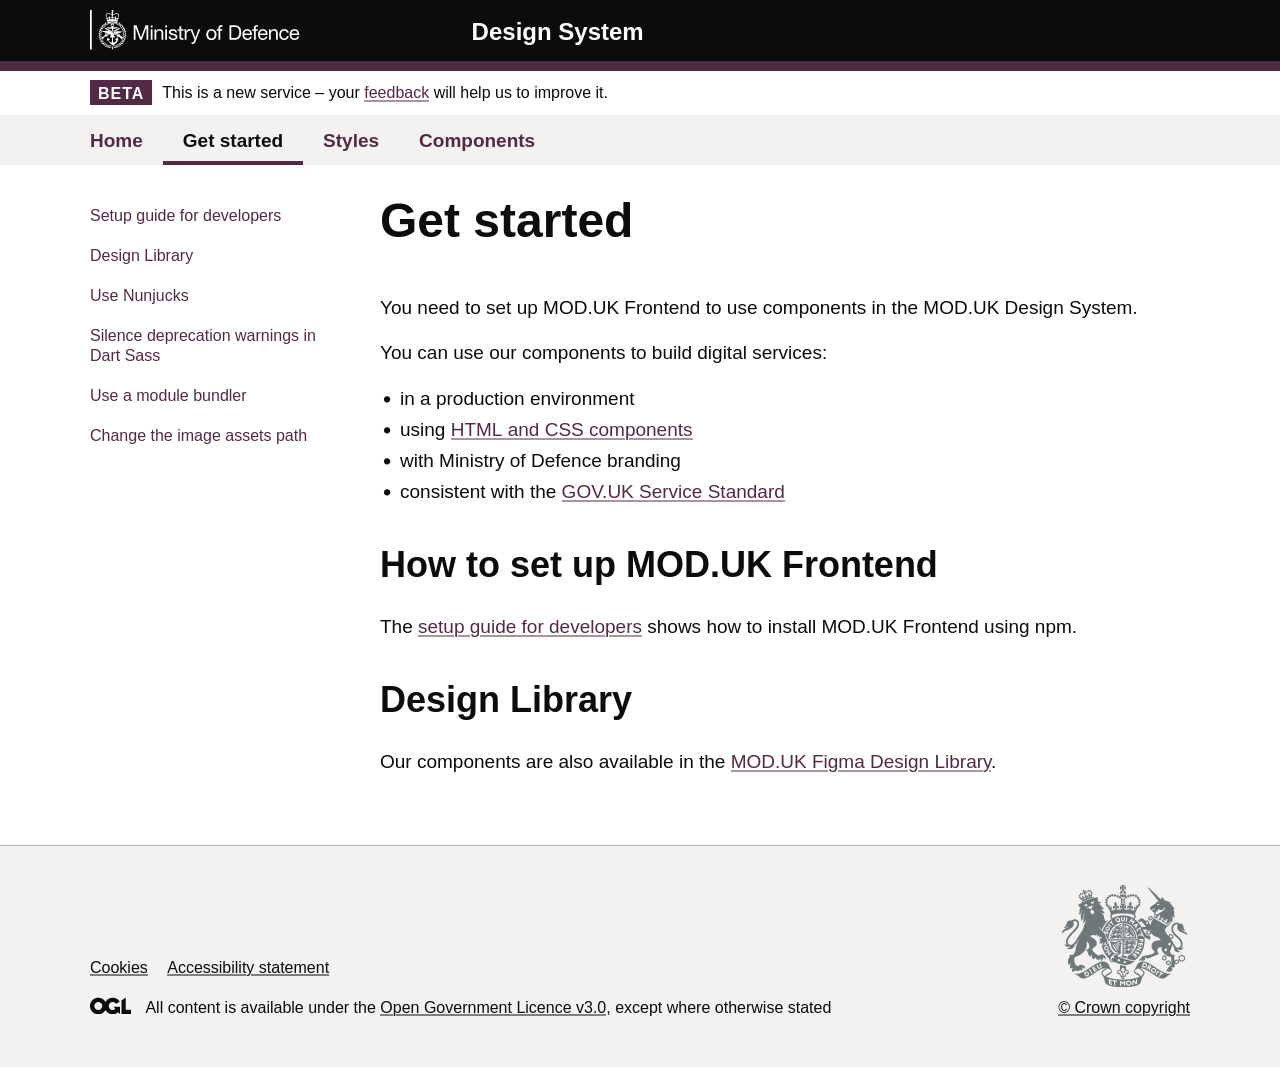 Ministry of Defence
Design System
BETA This is a new service – your feedback will help us to improve it.
Home Get started Styles Components
Setup guide for developers
Design Library
Use Nunjucks
Silence deprecation warnings in
Dart Sass
Use a module bundler
Change the image assets path
Get started
You need to set up MOD.UK Frontend to use components in the MOD.UK Design System.
You can use our components to build digital services:
in a production environment
using HTML and CSS components
with Ministry of Defence branding
consistent with the GOV.UK Service Standard
How to set up MOD.UK Frontend
The setup guide for developers shows how to install MOD.UK Frontend using npm.
Design Library
Our components are also available in the MOD.UK Figma Design Library.
Cookies Accessibility statement
OGL All content is available under the Open Government Licence v3.0, except where otherwise stated
DIEU ET MON DROIT
© Crown copyright